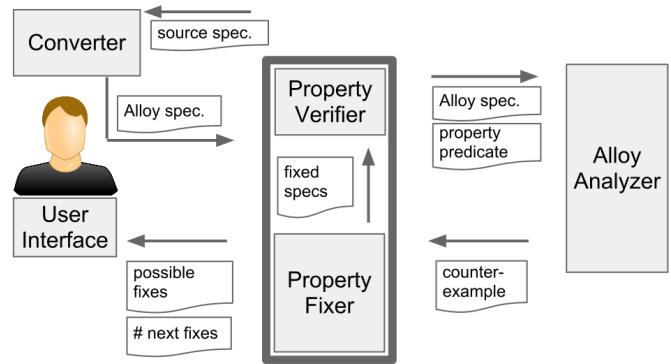 Converter
source spec.
Alloy spec.
User
Interface
Property
Verifier
fixed
specs
Property
Fixer
Alloy spec.
property
predicate
Alloy
Analyzer
counter-
example
possible
fixes
# next fixes